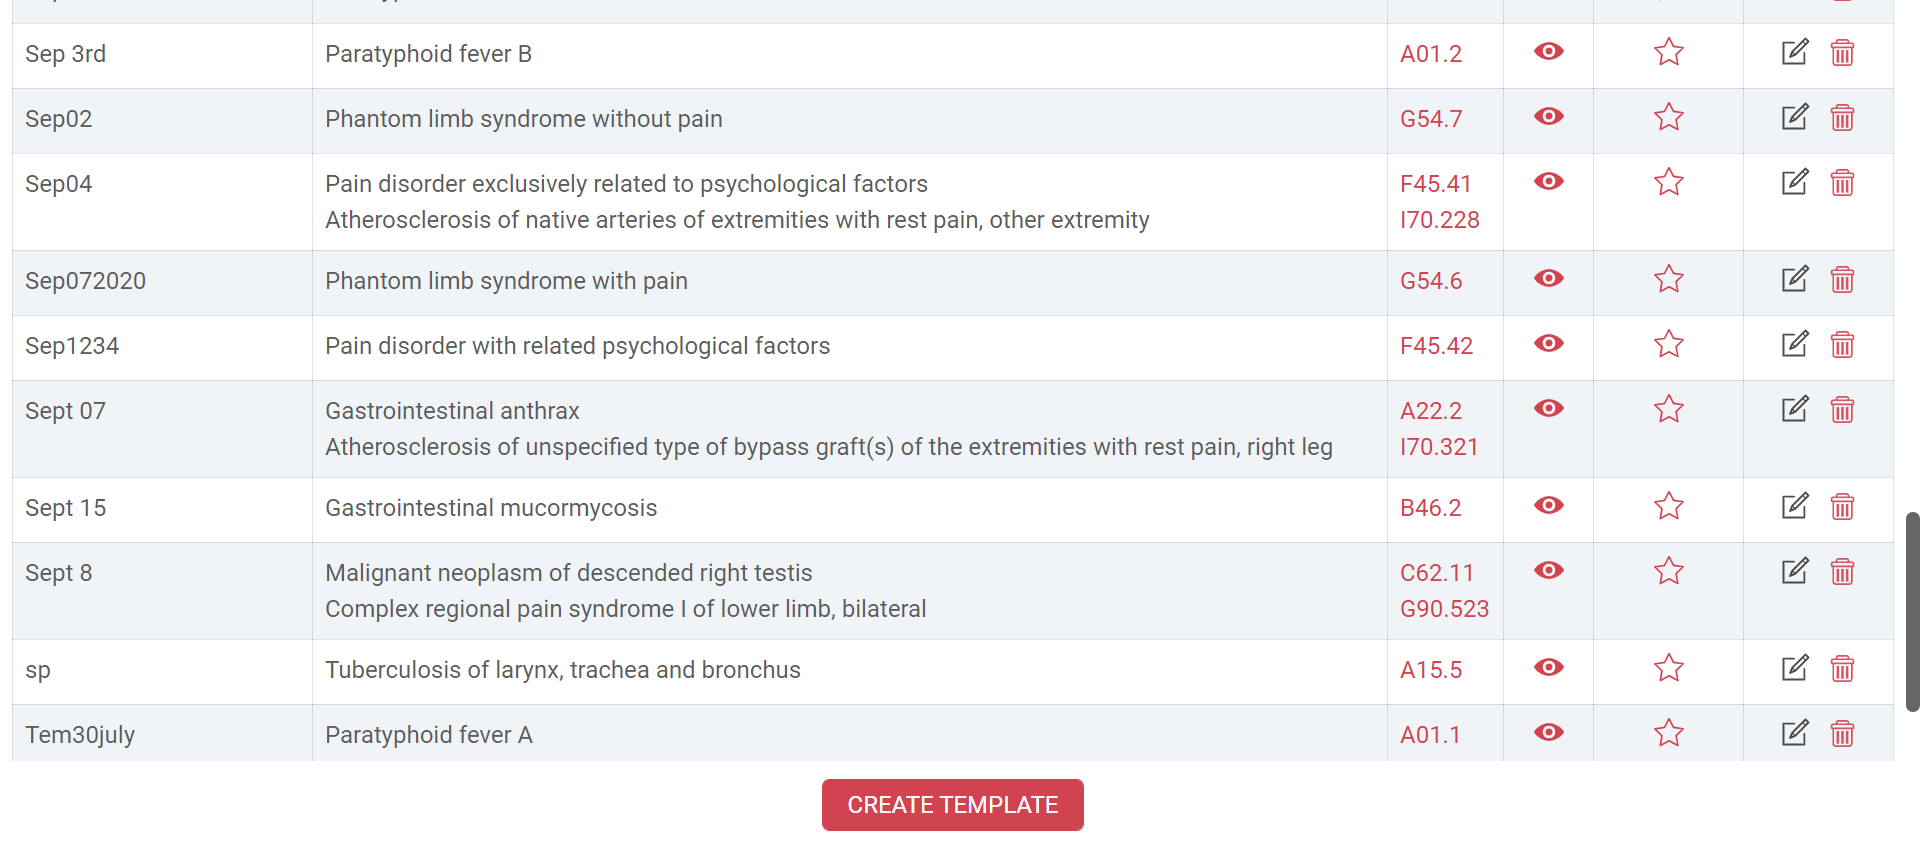 Sep 3rd Paratyphoid fever B A01.2
Sep02 Phantom limb syndrome without pain G54.7
Sep04 Pain disorder exclusively related to psychological factors F45.41
Atherosclerosis of native arteries of extremities with rest pain, other extremity I70.228
Sep072020 Phantom limb syndrome with pain G54.6
Sep1234 Pain disorder with related psychological factors F45.42
Sept 07 Gastrointestinal anthrax A22.2
Atherosclerosis of unspecified type of bypass graft(s) of the extremities with rest pain, right leg I70.321
Sept 15 Gastrointestinal mucormycosis B46.2
Sept 8 Malignant neoplasm of descended right testis C62.11
Complex regional pain syndrome I of lower limb, bilateral G90.523
sp Tuberculosis of larynx, trachea and bronchus A15.5
Tem30july Paratyphoid fever A A01.1
CREATE TEMPLATE